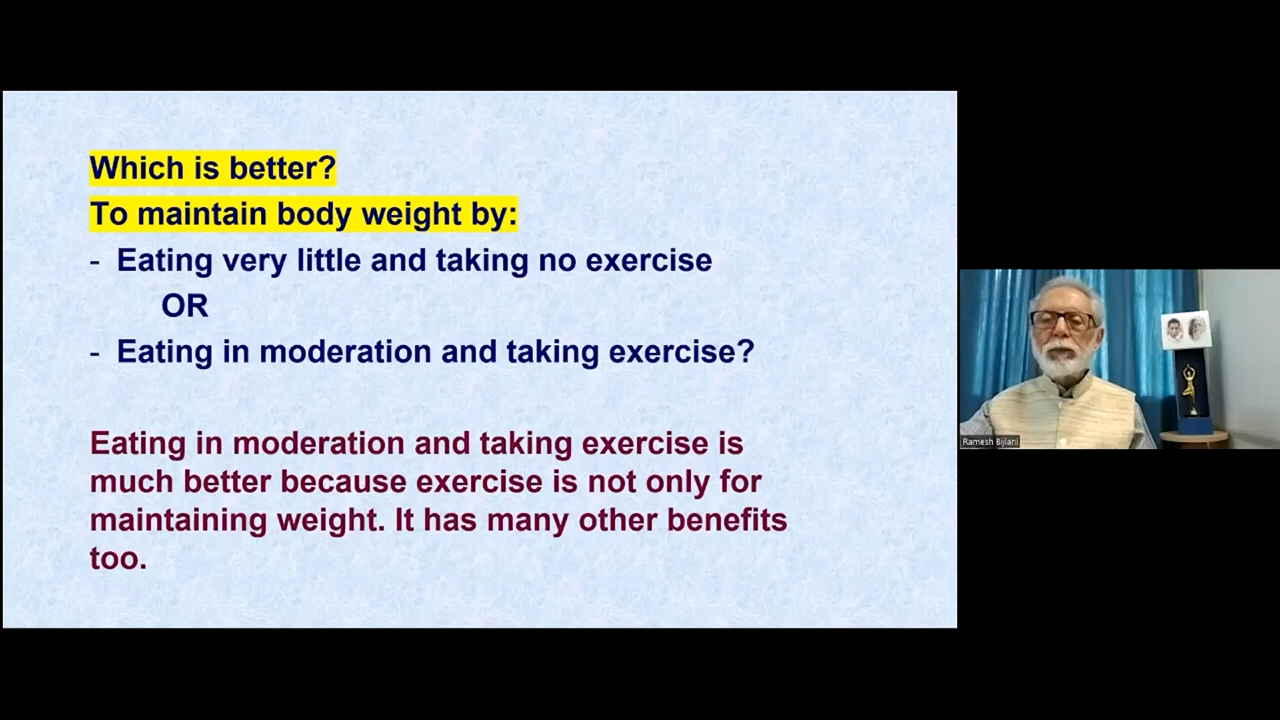 Which is better?
To maintain body weight by:
- Eating very little and taking no exercise
OR
- Eating in moderation and taking exercise?
Eating in moderation and taking exercise is
much better because exercise is not only for
maintaining weight. It has many other benefits
too.
Ramesh Bijlani